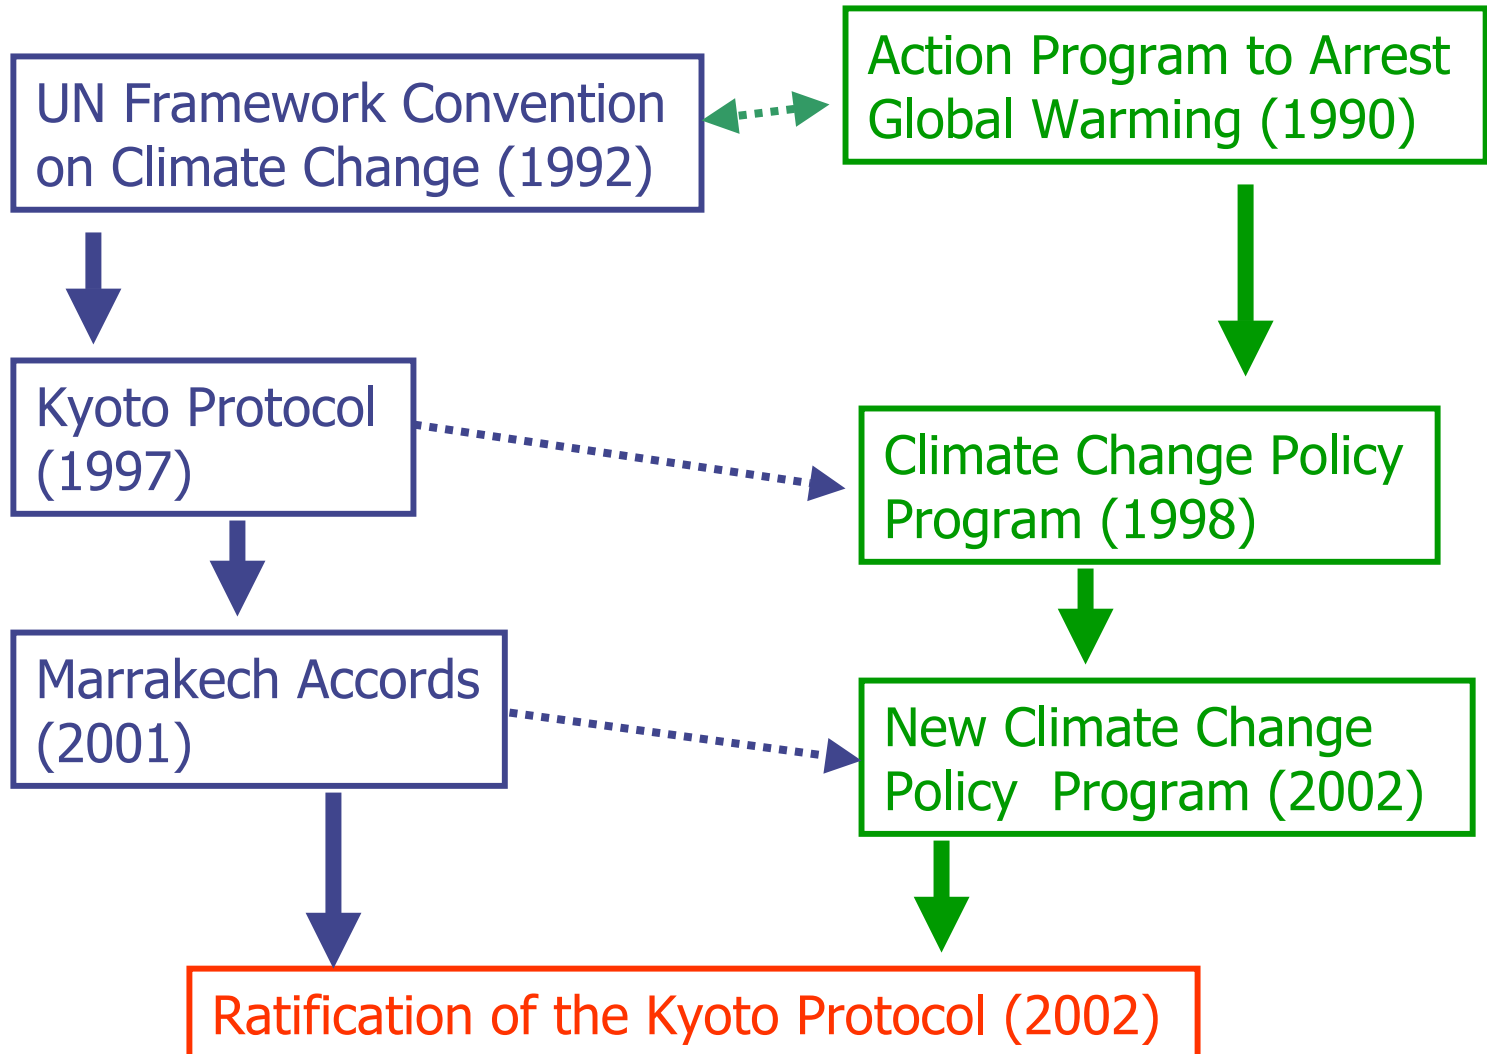 UN Framework Convention
on Climate Change (1992)
Action Program to Arrest
Global Warming (1990)
Kyoto Protocol
(1997)
Climate Change Policy
Program (1998)
Marrakech Accords
(2001)
New Climate Change
Policy  Program (2002)
Ratification of the Kyoto Protocol (2002)